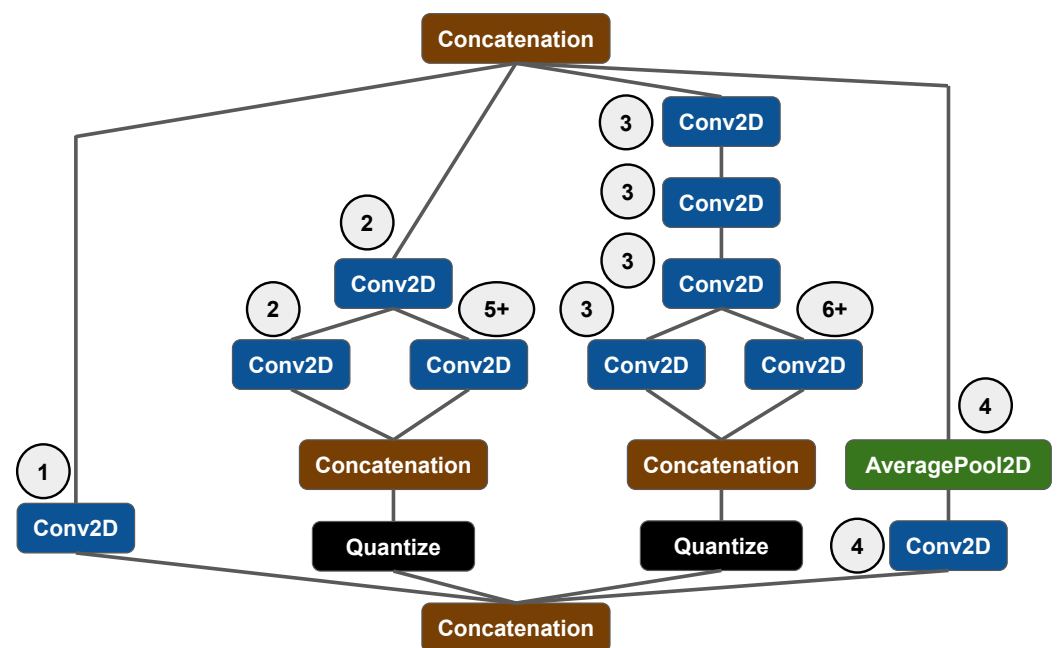 Concatenation
3
Conv2D
3
Conv2D
2
3
Conv2D
Conv2D
2
5+
3
6+
Conv2D
Conv2D
Conv2D
Conv2D
4
1
Concatenation
Concatenation
AveragePool2D
Conv2D
Quantize
Quantize
4
Conv2D
Concatenation